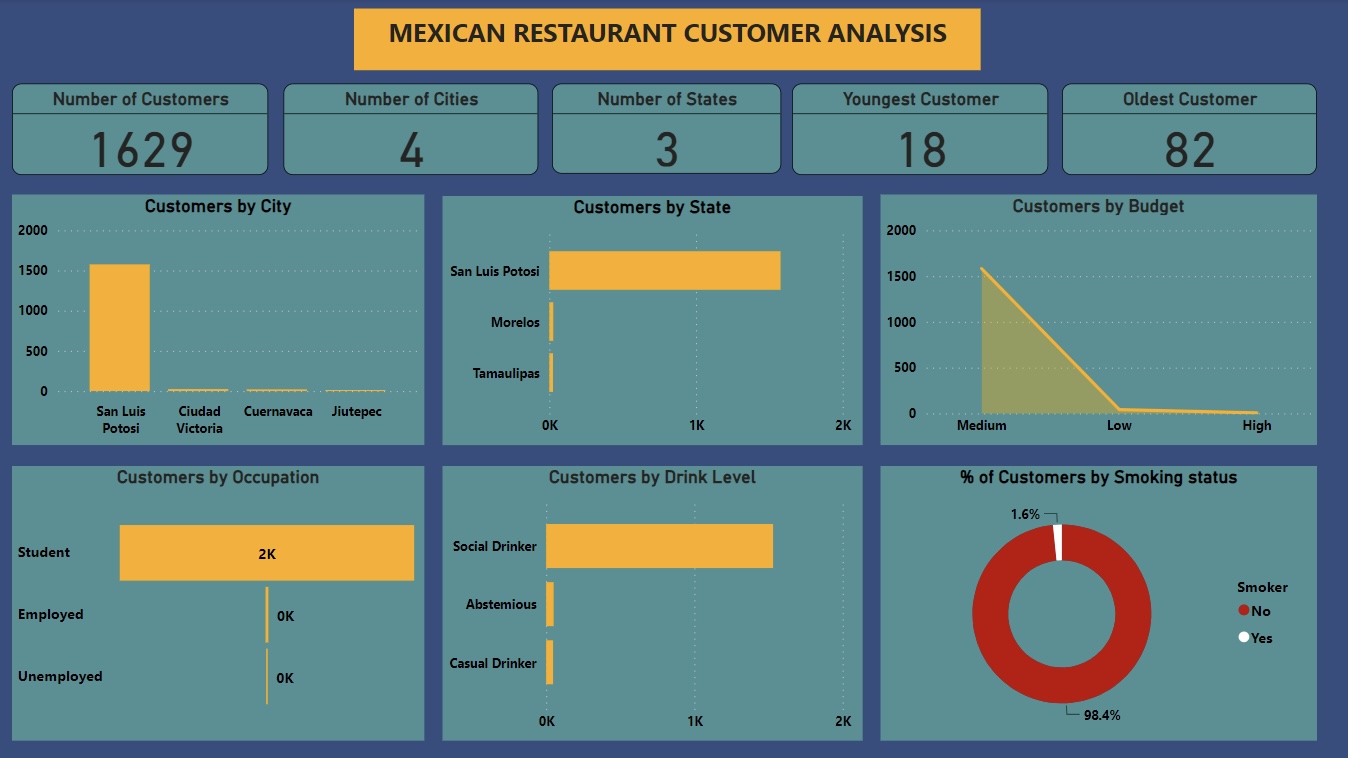 MEXICAN RESTAURANT CUSTOMER ANALYSIS
Number of Customers
1629
Number of Cities
4
Number of States
3
Youngest Customer
18
Oldest Customer
82
Customers by City
2000
1500
1000
500
0
San Luis
Potosi
Ciudad
Victoria
Cuernavaca
Jiutepec
Customers by State
San Luis Potosi
Morelos
Tamaulipas
0K
1K
2K
Customers by Budget
2000
1500
1000
500
0
Medium
Low
High
Customers by Occupation
Student
2K
Employed
0K
Unemployed
0K
Customers by Drink Level
Social Drinker
Abstemious
Casual Drinker
0K
1K
2K
% of Customers by Smoking status
1.6%
98.4%
Smoker
No
Yes